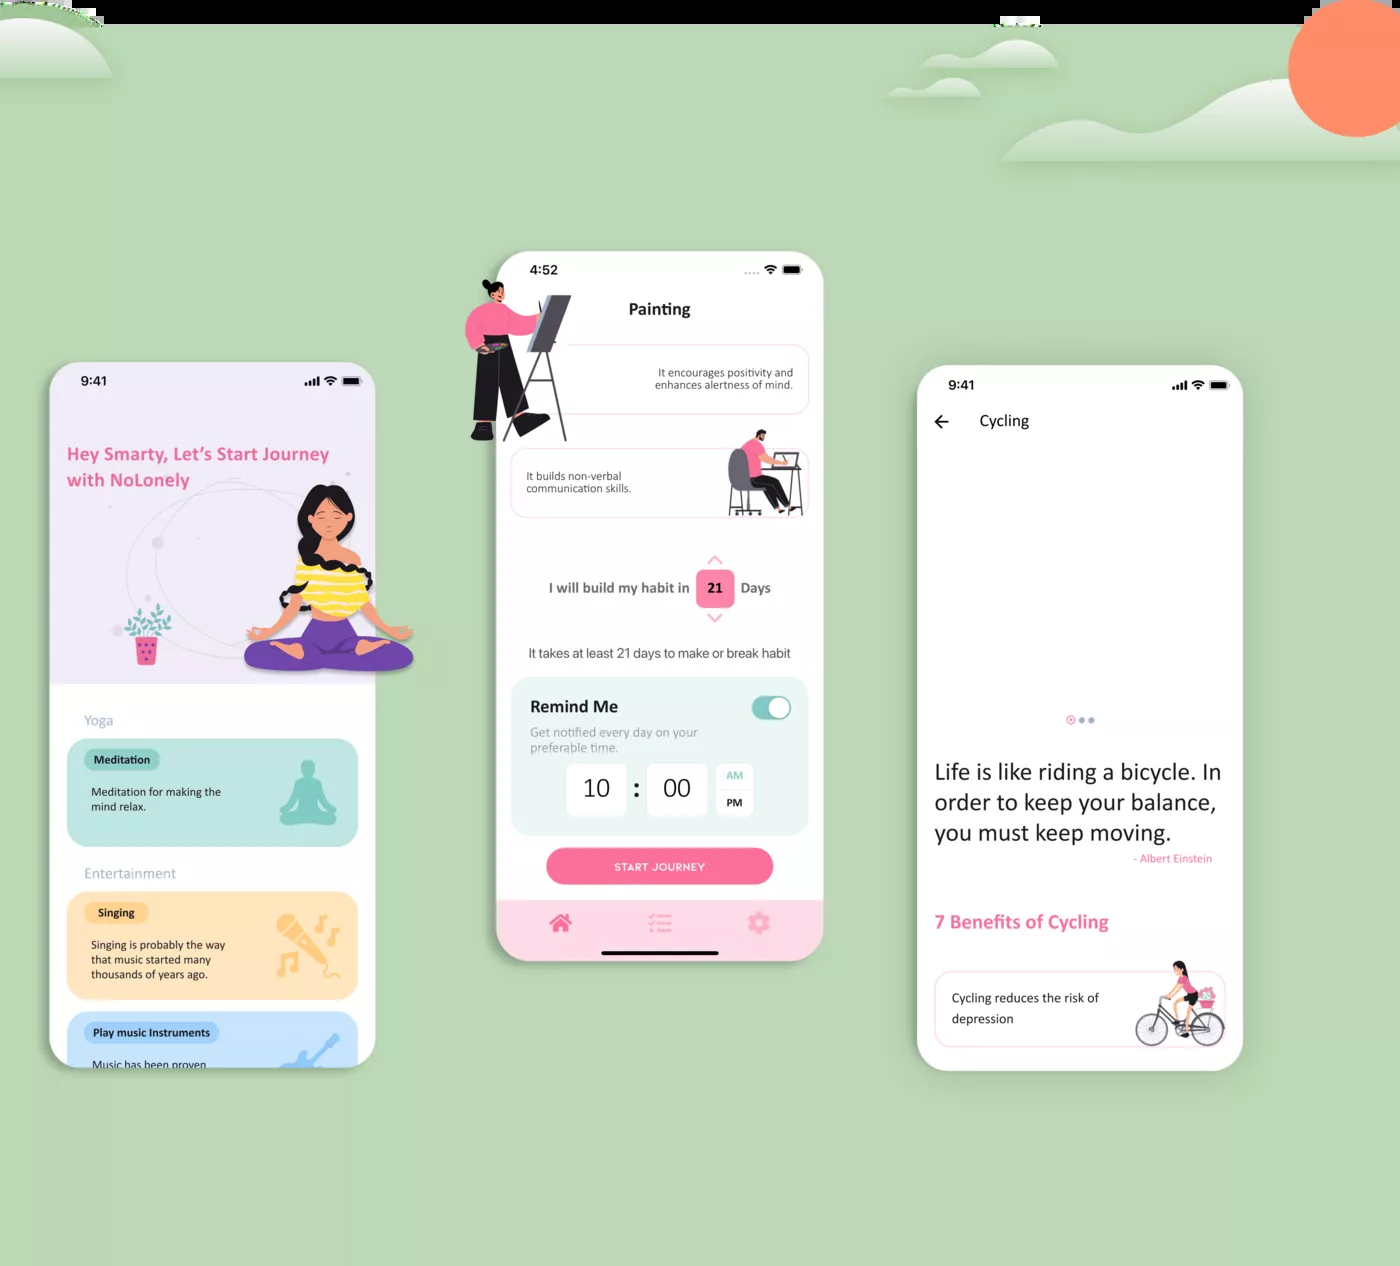 9:41
Hey Smarty, Let's Start Journey
with NoLonely
Yoga
Meditation
Meditation for making the
mind relax.
Entertainment
Singing
Singing is probably the way
that music started many
thousands of years ago.
Play music Instruments
Music has been proven
4:52
Painting
It encourages positivity and
enhances alertness of mind.
It builds non-verbal
communication skills.
I will build my habit in 21 Days
It takes at least 21 days to make or break habit
Remind Me
Get notified every day on your
preferable time.
10 : 00 AM
PM
START JOURNEY
9:41
Cycling
Life is like riding a bicycle. In
order to keep your balance,
you must keep moving.
- Albert Einstein
7 Benefits of Cycling
Cycling reduces the risk of
depression